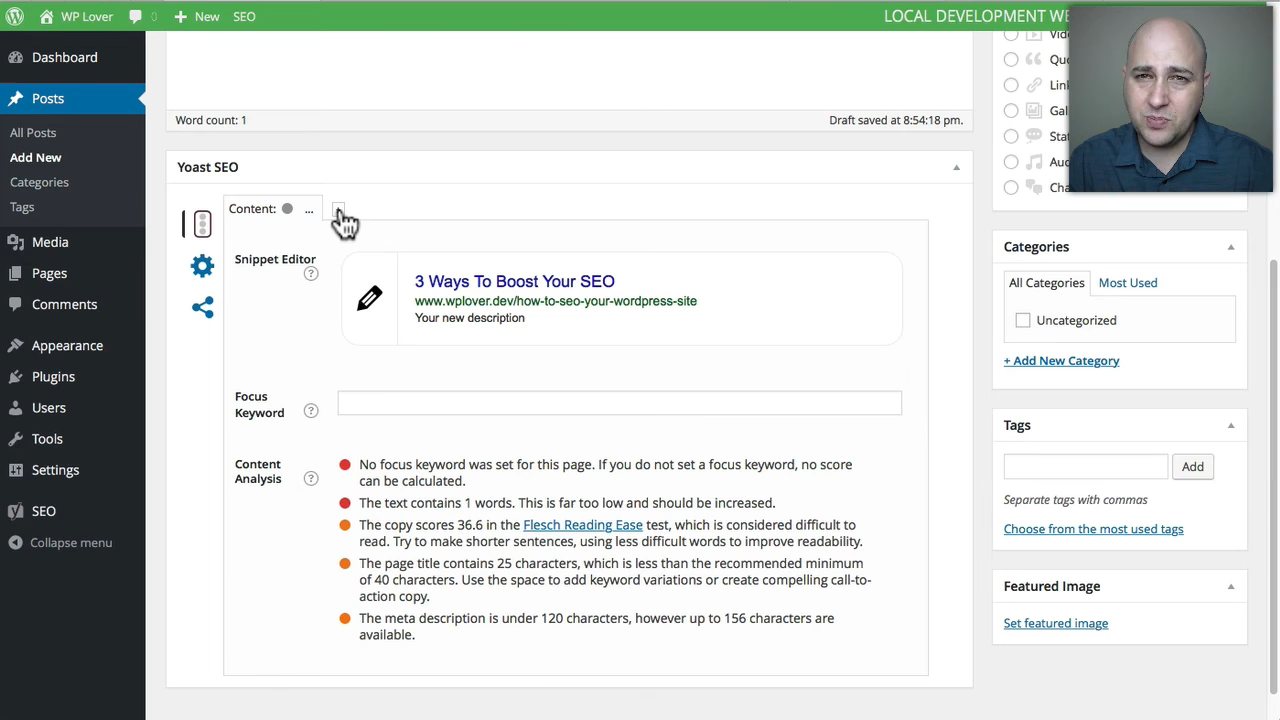 WP Lover
0
New
SEO
LOCAL DEVELOPMENT WE
Dashboard
Posts
All Posts
Add New
Categories
Tags
Media
Pages
Comments
Appearance
Plugins
Users
Tools
Settings
SEO
Collapse menu
Word count: 1
Draft saved at 8:54:18 pm.
Yoast SEO
Content: ...
Snippet Editor
?
3 Ways To Boost Your SEO
www.wplover.dev/how-to-seo-your-wordpress-site
Your new description
Focus
Keyword
?
Content
Analysis
?
No focus keyword was set for this page. If you do not set a focus keyword, no score
can be calculated.
The text contains 1 words. This is far too low and should be increased.
The copy scores 36.6 in the Flesch Reading Ease test, which is considered difficult to
read. Try to make shorter sentences, using less difficult words to improve readability.
The page title contains 25 characters, which is less than the recommended minimum
of 40 characters. Use the space to add keyword variations or create compelling call-to-
action copy.
The meta description is under 120 characters, however up to 156 characters are
available.
Vid
Quo
Link
Gal
Stat
Aud
Cha
Categories
All Categories
Most Used
Uncategorized
+ Add New Category
Tags
Add
Separate tags with commas
Choose from the most used tags
Featured Image
Set featured image